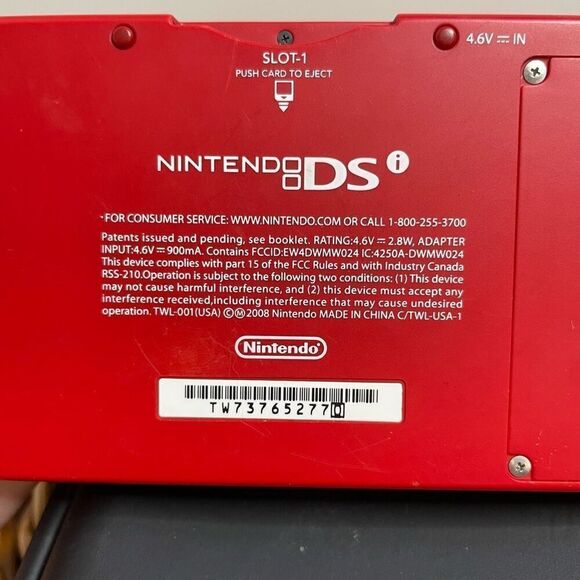 SLOT-1
PUSH CARD TO EJECT
4.6V ⎓ IN
NINTENDO DS i
FOR CONSUMER SERVICE: WWW.NINTENDO.COM OR CALL 1-800-255-3700
Patents issued and pending, see booklet. RATING:4.6V ⎓ 2.8W, ADAPTER
INPUT:4.6V ⎓ 900mA. Contains FCCID:EW4DWMW024 IC:4250A-DWMW024
This device complies with part 15 of the FCC Rules and with Industry Canada
RSS-210.Operation is subject to the following two conditions: (1) This device
may not cause harmful interference, and (2) this device must accept any
interference received,including interference that may cause undesired
operation. TWL-001(USA) ©Ⓜ2008 Nintendo MADE IN CHINA C/TWL-USA-1
Nintendo
TW737652770